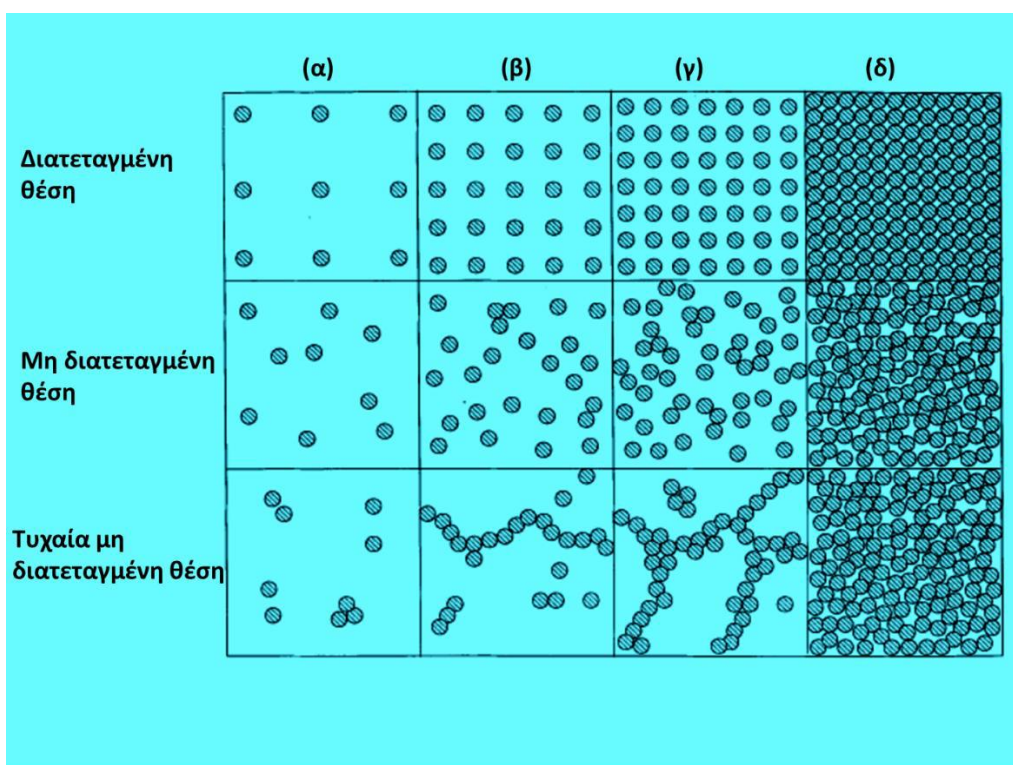 (α) (β) (γ) (δ)
Διατεταγμένη
θέση
Μη διατεταγμένη
θέση
Τυχαία μη
διατεταγμένη θέση